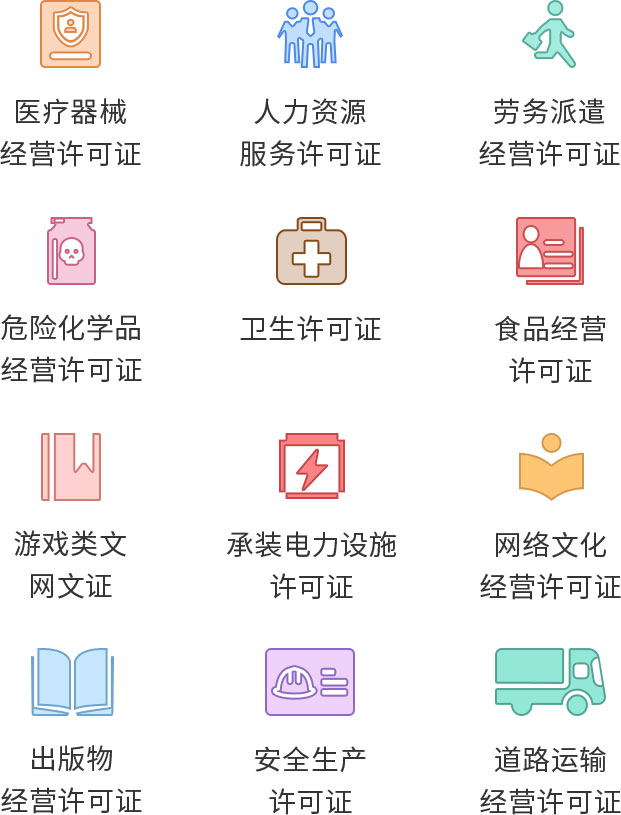 医疗器械
经营许可证
人力资源
服务许可证
劳务派遣
经营许可证
危险化学品
经营许可证
卫生许可证
食品经营
许可证
游戏类文
网文证
承装电力设施
许可证
网络文化
经营许可证
出版物
经营许可证
安全生产
许可证
道路运输
经营许可证